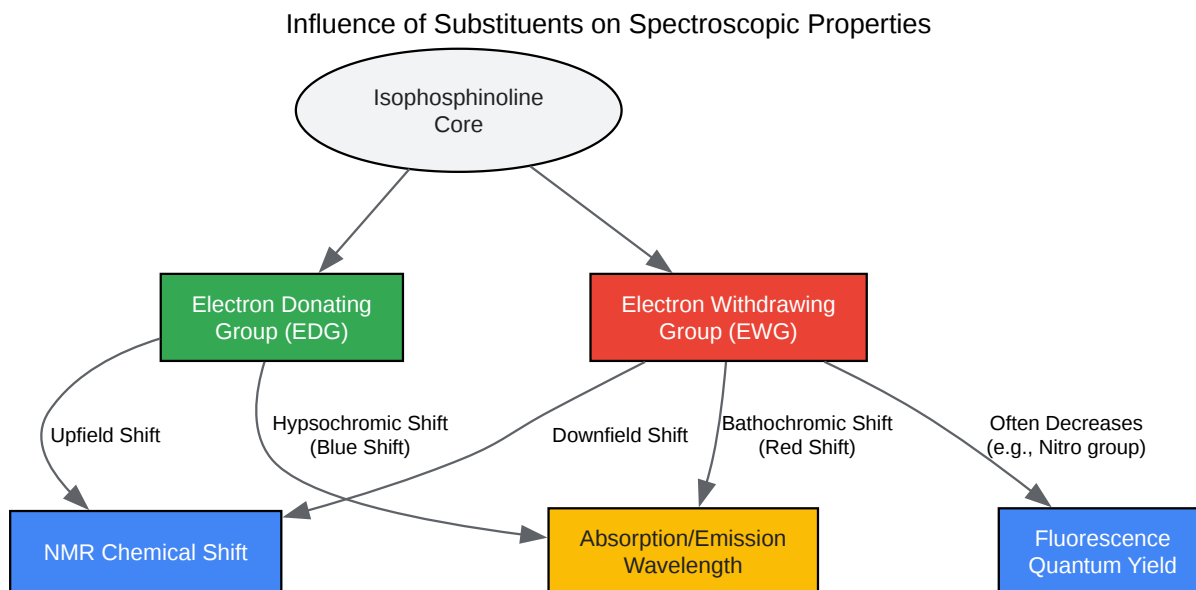 Influence of Substituents on Spectroscopic Properties
Isophosphinoline
Core
Electron Donating
Group (EDG)
Electron Withdrawing
Group (EWG)
Upfield Shift
Hypsochromic Shift
(Blue Shift)
Downfield Shift
Bathochromic Shift
(Red Shift)
Often Decreases
(e.g., Nitro group)
NMR Chemical Shift
Absorption/Emission
Wavelength
Fluorescence
Quantum Yield